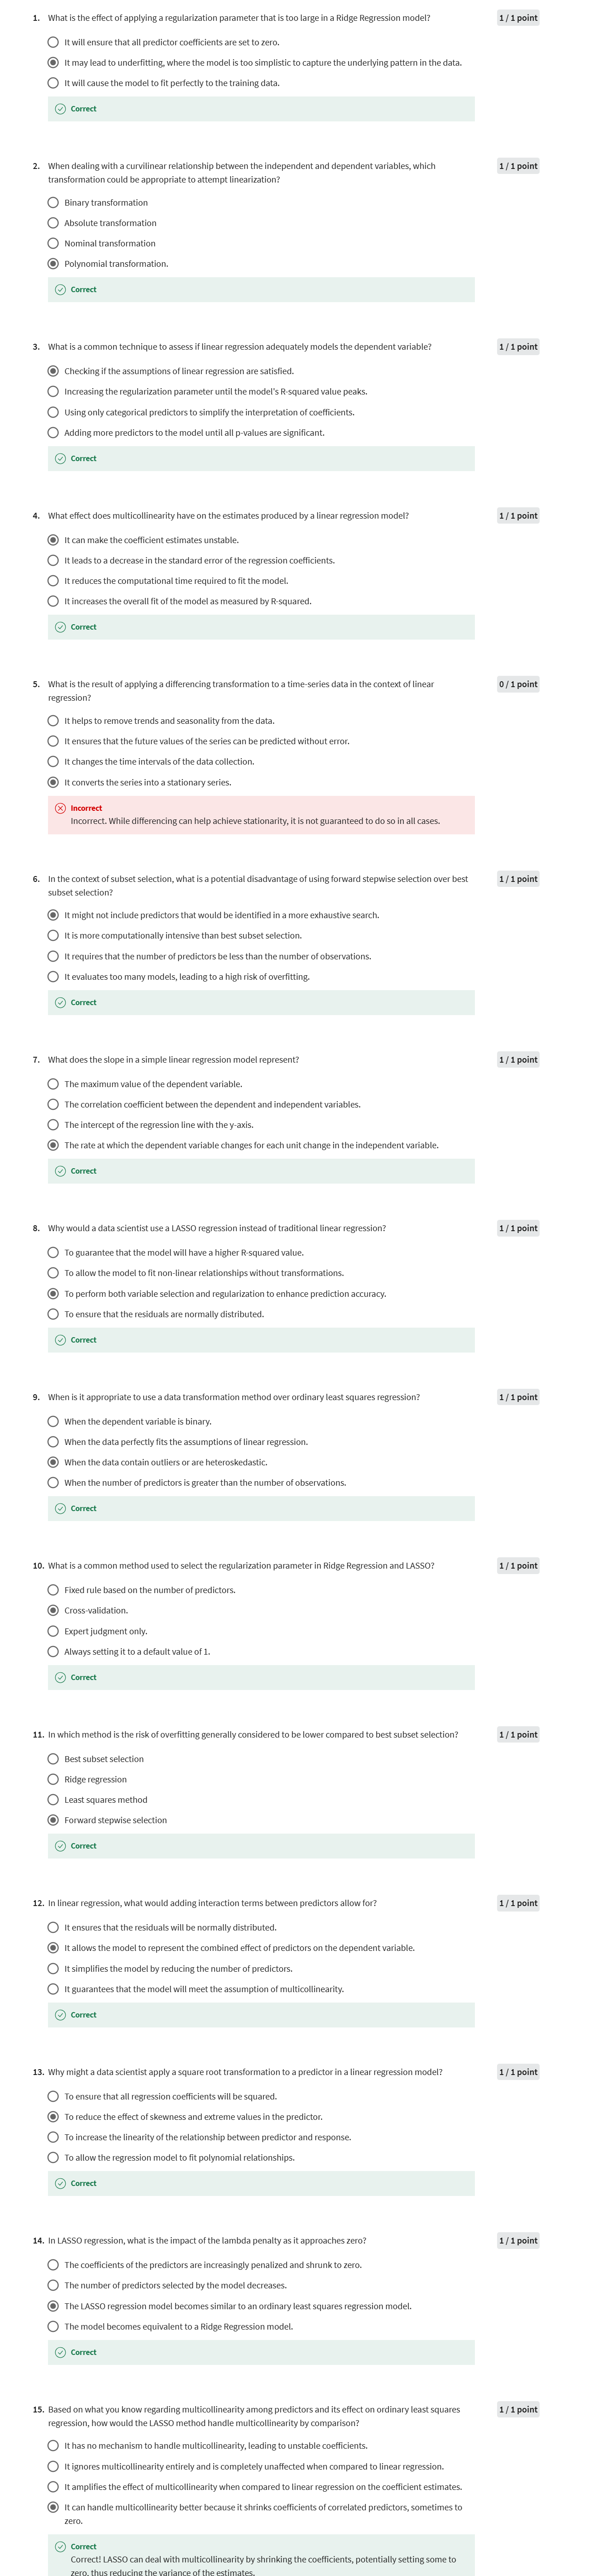 1. What is the effect of applying a regularization parameter that is too large in a Ridge Regression model?
1 / 1 point
It will ensure that all predictor coefficients are set to zero.
It may lead to underfitting, where the model is too simplistic to capture the underlying pattern in the data.
It will cause the model to fit perfectly to the training data.
Correct
2. When dealing with a curvilinear relationship between the independent and dependent variables, which
transformation could be appropriate to attempt linearization?
1 / 1 point
Binary transformation
Absolute transformation
Nominal transformation
Polynomial transformation.
Correct
3. What is a common technique to assess if linear regression adequately models the dependent variable?
1 / 1 point
Checking if the assumptions of linear regression are satisfied.
Increasing the regularization parameter until the model's R-squared value peaks.
Using only categorical predictors to simplify the interpretation of coefficients.
Adding more predictors to the model until all p-values are significant.
Correct
4. What effect does multicollinearity have on the estimates produced by a linear regression model?
1 / 1 point
It can make the coefficient estimates unstable.
It leads to a decrease in the standard error of the regression coefficients.
It reduces the computational time required to fit the model.
It increases the overall fit of the model as measured by R-squared.
Correct
5. What is the result of applying a differencing transformation to a time-series data in the context of linear
regression?
0 / 1 point
It helps to remove trends and seasonality from the data.
It ensures that the future values of the series can be predicted without error.
It changes the time intervals of the data collection.
It converts the series into a stationary series.
Incorrect
Incorrect. While differencing can help achieve stationarity, it is not guaranteed to do so in all cases.
6. In the context of subset selection, what is a potential disadvantage of using forward stepwise selection over best
subset selection?
1 / 1 point
It might not include predictors that would be identified in a more exhaustive search.
It is more computationally intensive than best subset selection.
It requires that the number of predictors be less than the number of observations.
It evaluates too many models, leading to a high risk of overfitting.
Correct
7. What does the slope in a simple linear regression model represent?
1 / 1 point
The maximum value of the dependent variable.
The correlation coefficient between the dependent and independent variables.
The intercept of the regression line with the y-axis.
The rate at which the dependent variable changes for each unit change in the independent variable.
Correct
8. Why would a data scientist use a LASSO regression instead of traditional linear regression?
1 / 1 point
To guarantee that the model will have a higher R-squared value.
To allow the model to fit non-linear relationships without transformations.
To perform both variable selection and regularization to enhance prediction accuracy.
To ensure that the residuals are normally distributed.
Correct
9. When is it appropriate to use a data transformation method over ordinary least squares regression?
1 / 1 point
When the dependent variable is binary.
When the data perfectly fits the assumptions of linear regression.
When the data contain outliers or are heteroskedastic.
When the number of predictors is greater than the number of observations.
Correct
10. What is a common method used to select the regularization parameter in Ridge Regression and LASSO?
1 / 1 point
Fixed rule based on the number of predictors.
Cross-validation.
Expert judgment only.
Always setting it to a default value of 1.
Correct
11. In which method is the risk of overfitting generally considered to be lower compared to best subset selection?
1 / 1 point
Best subset selection
Ridge regression
Least squares method
Forward stepwise selection
Correct
12. In linear regression, what would adding interaction terms between predictors allow for?
1 / 1 point
It ensures that the residuals will be normally distributed.
It allows the model to represent the combined effect of predictors on the dependent variable.
It simplifies the model by reducing the number of predictors.
It guarantees that the model will meet the assumption of multicollinearity.
Correct
13. Why might a data scientist apply a square root transformation to a predictor in a linear regression model?
1 / 1 point
To ensure that all regression coefficients will be squared.
To reduce the effect of skewness and extreme values in the predictor.
To increase the linearity of the relationship between predictor and response.
To allow the regression model to fit polynomial relationships.
Correct
14. In LASSO regression, what is the impact of the lambda penalty as it approaches zero?
1 / 1 point
The coefficients of the predictors are increasingly penalized and shrunk to zero.
The number of predictors selected by the model decreases.
The LASSO regression model becomes similar to an ordinary least squares regression model.
The model becomes equivalent to a Ridge Regression model.
Correct
15. Based on what you know regarding multicollinearity among predictors and its effect on ordinary least squares
regression, how would the LASSO method handle multicollinearity by comparison?
1 / 1 point
It has no mechanism to handle multicollinearity, leading to unstable coefficients.
It ignores multicollinearity entirely and is completely unaffected when compared to linear regression.
It amplifies the effect of multicollinearity when compared to linear regression on the coefficient estimates.
It can handle multicollinearity better because it shrinks coefficients of correlated predictors, sometimes to
zero.
Correct
Correct! LASSO can deal with multicollinearity by shrinking the coefficients, potentially setting some to
zero, thus reducing the variance of the estimates.